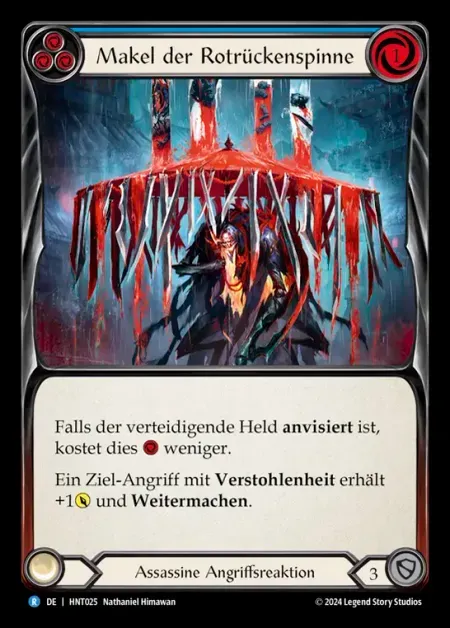 Makel der Rotrückenspinne
1
Falls der verteidigende Held anvisiert ist,
kostet dies weniger.
Ein Ziel-Angriff mit Verstohlenheit erhält
+1 und Weitermachen.
Assassine Angriffsreaktion
3
R DE | HNT025 Nathaniel Himawan
© 2024 Legend Story Studios